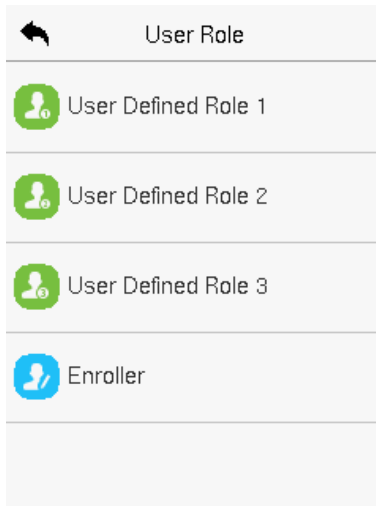 User Role
User Defined Role 1
User Defined Role 2
User Defined Role 3
Enroller